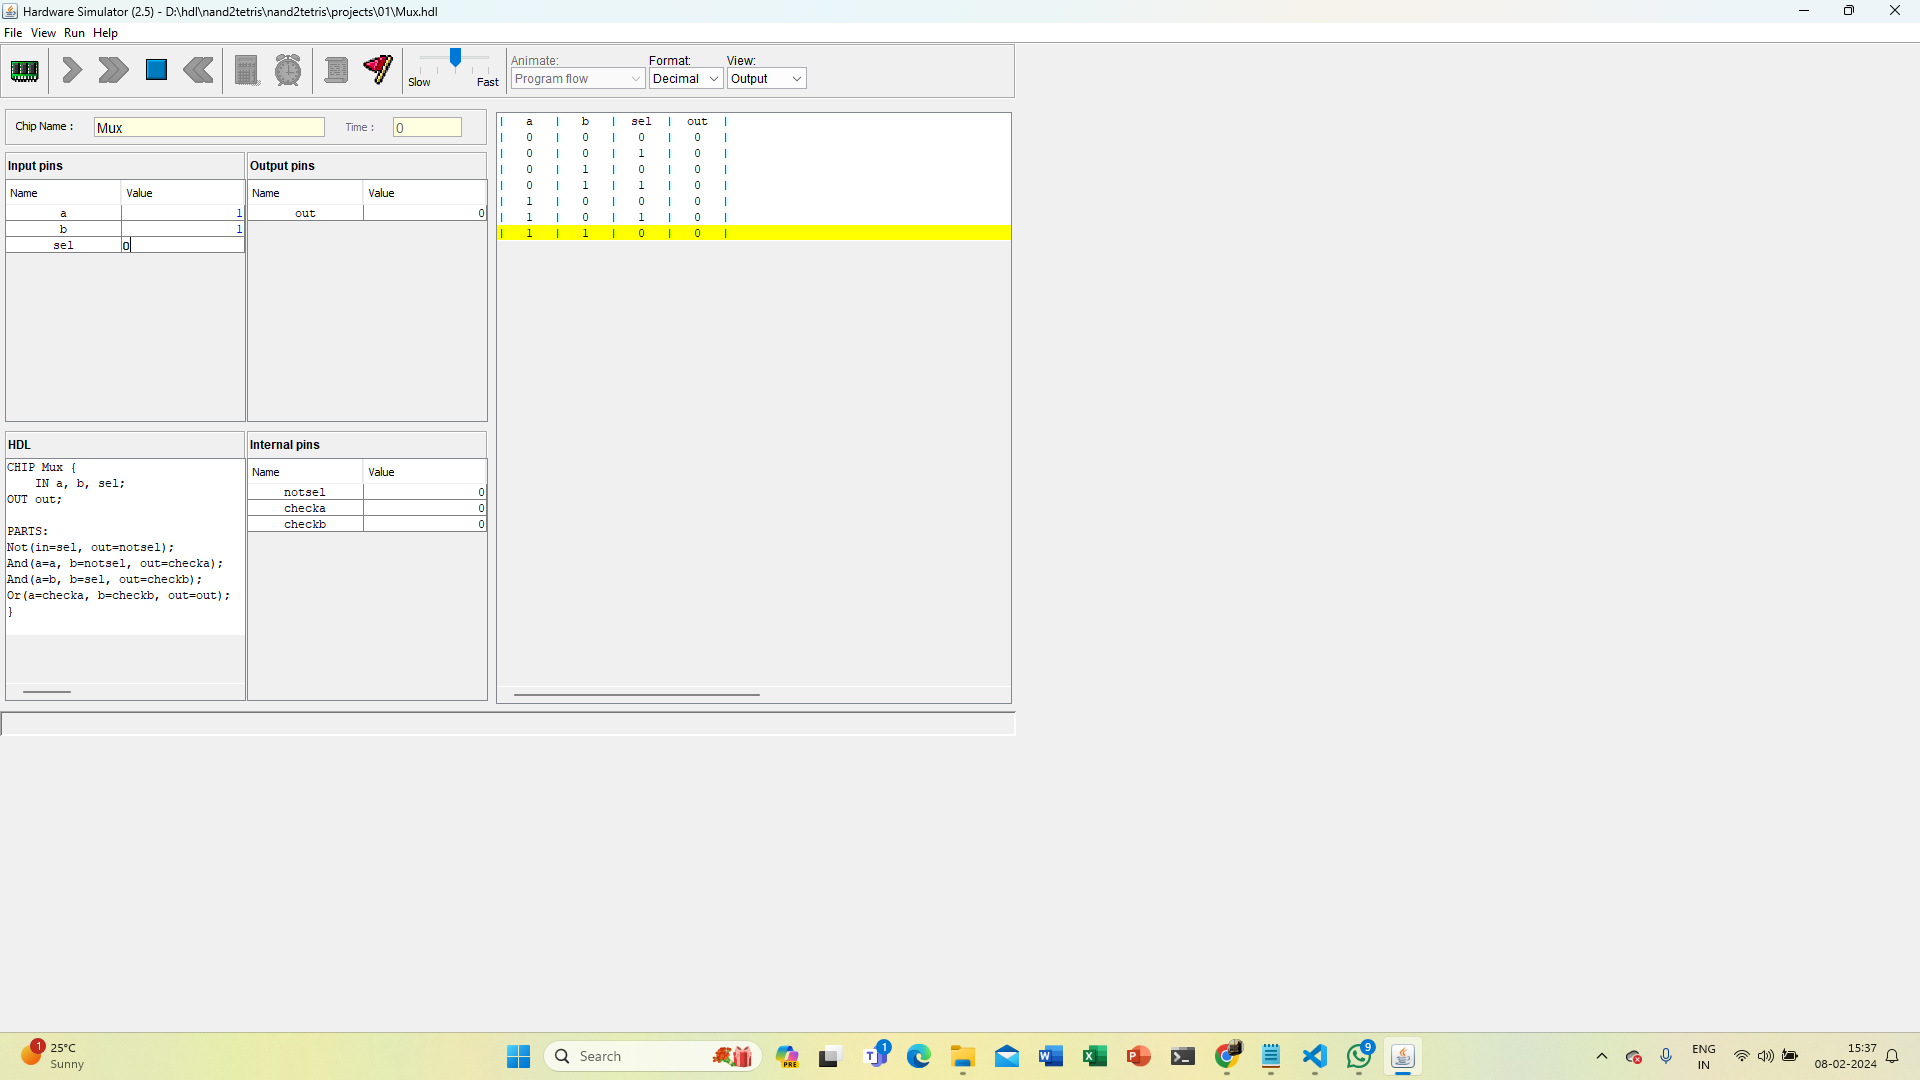 Hardware Simulator (2.5) - D:\hdl\nand2tetris\nand2tetris\projects\01\Mux.hdl
File View Run Help
Slow Fast
Animate: Format: View:
Program flow Decimal Output
Chip Name : Mux Time : 0
Input pins
Name Value
a 1
b 1
sel 0
Output pins
Name Value
out 0
| a | b | sel | out |
| 0 | 0 | 0 | 0 |
| 0 | 0 | 1 | 0 |
| 0 | 1 | 0 | 0 |
| 0 | 1 | 1 | 0 |
| 1 | 0 | 0 | 0 |
| 1 | 0 | 1 | 0 |
| 1 | 1 | 0 | 0 |
HDL
CHIP Mux {
IN a, b, sel;
OUT out;
PARTS:
Not(in=sel, out=notsel);
And(a=a, b=notsel, out=checka);
And(a=b, b=sel, out=checkb);
Or(a=checka, b=checkb, out=out);
}
Internal pins
Name Value
notsel 0
checka 0
checkb 0
1
25°C
Sunny
Search
PRE
1
9
ENG
IN
15:37
08-02-2024